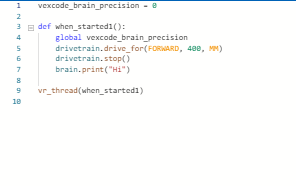 1 vexcode_brain_precision = 0
2
3 def when_started1():
4 global vexcode_brain_precision
5 drivetrain.drive_for(FORWARD, 400, MM)
6 drivetrain.stop()
7 brain.print("Hi")
8
9 vr_thread(when_started1)
10